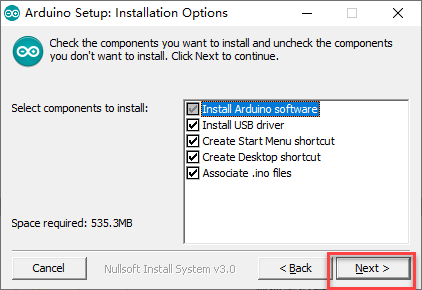 Arduino Setup: Installation Options
Check the components you want to install and uncheck the components
you don't want to install. Click Next to continue.
Select components to install:
Install Arduino software
Install USB driver
Create Start Menu shortcut
Create Desktop shortcut
Associate .ino files
Space required: 535.3MB
Cancel
Nullsoft Install System v3.0
< Back
Next >